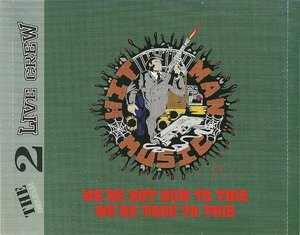 THE
2
LIVE CREW
HIT MAN
MUSIC
WE'RE NOT NEW TA THIS
WE'RE TRUE TA THIS